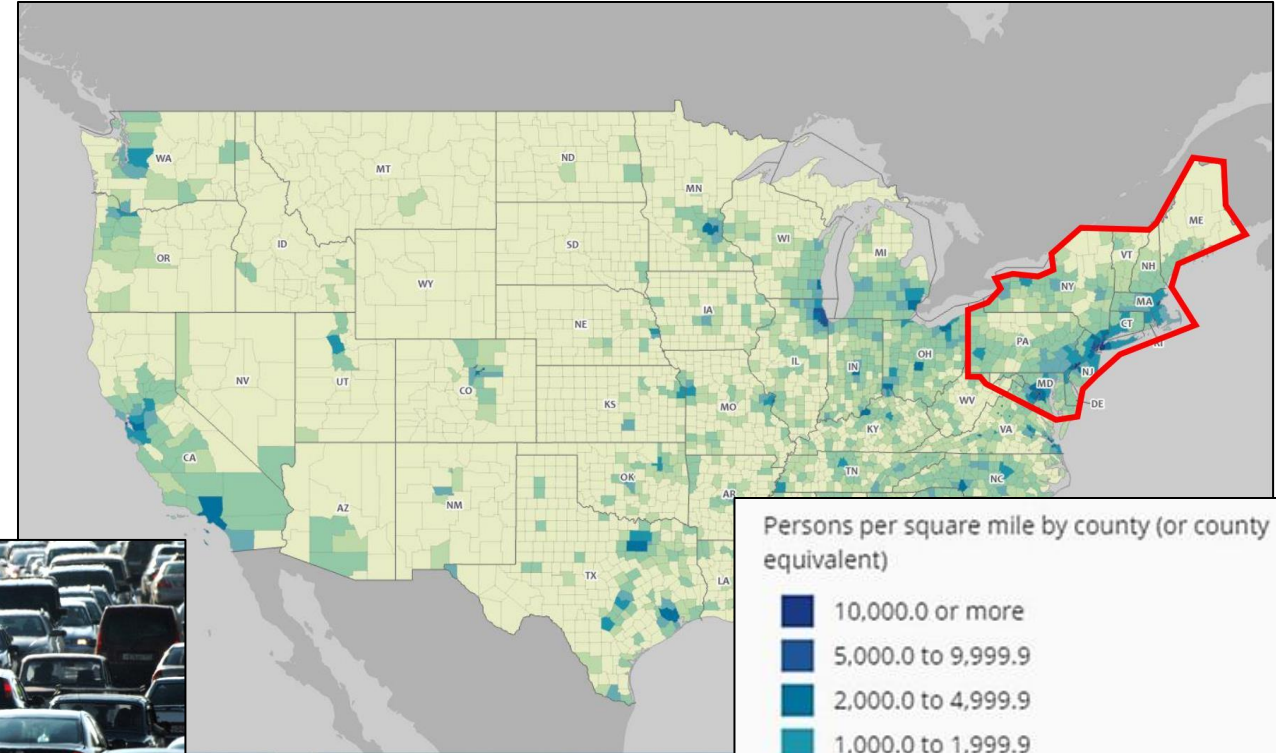 WA
MT
ND
MN
OR
ID
SD
WI
MI
ME
VT
NH
NY
WY
MA
CT
RI
IA
NE
PA
NJ
NV
UT
CO
IL
IN
OH
MD
DE
KS
MO
WV
KY
VA
CA
TN
NC
OK
AR
AZ
NM
TX
LA
Persons per square mile by county (or county
equivalent)
10,000.0 or more
5,000.0 to 9,999.9
2,000.0 to 4,999.9
1,000.0 to 1,999.9